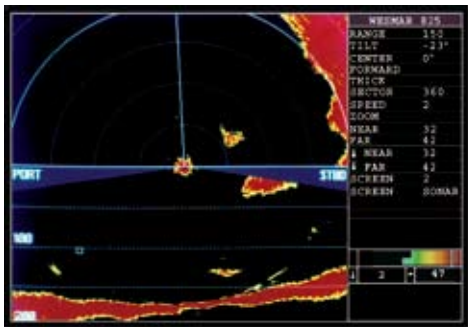 WESMAR 825
RANGE 150
TILT -23°
CENTER 0°
FORWARD
THICK
SECTOR 360
SPEED 2
ZOOM
NEAR 32
FAR 42
↓ NEAR 32
↓ FAR 42
SCREEN 2
SCREEN SONAR
PORT
STBD
100
200
2
47